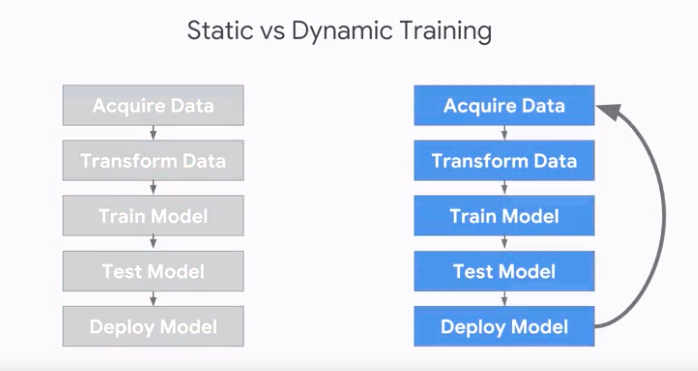 Static vs Dynamic Training
Acquire Data
Transform Data
Train Model
Test Model
Deploy Model
Acquire Data
Transform Data
Train Model
Test Model
Deploy Model